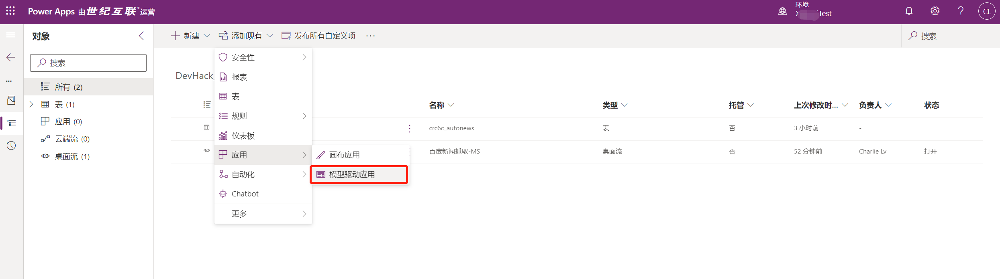 Power Apps 由世纪互联®运营
环境
Test
CL
对象
新建
添加现有
发布所有自定义项
搜索
搜索
所有 (2)
表 (1)
应用 (0)
云端流 (0)
桌面流 (1)
DevHack_
安全性
报表
表
规则
仪表板
应用
自动化
Chatbot
更多
画布应用
模型驱动应用
名称 类型 托管 上次修改时... 负责人 状态
crc6c_autonews 表 否 3 小时前 -
百度新闻抓取-MS 桌面流 否 52 分钟前 Charlie Lv 打开